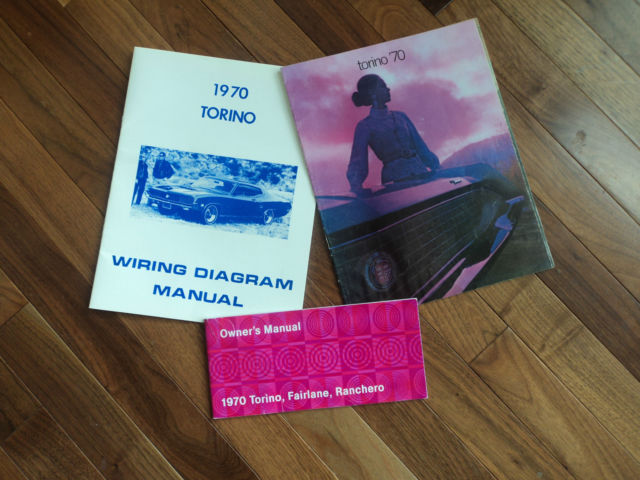 1970
TORINO
WIRING DIAGRAM
MANUAL
torino '70
Owner's Manual
1970 Torino, Fairlane, Ranchero